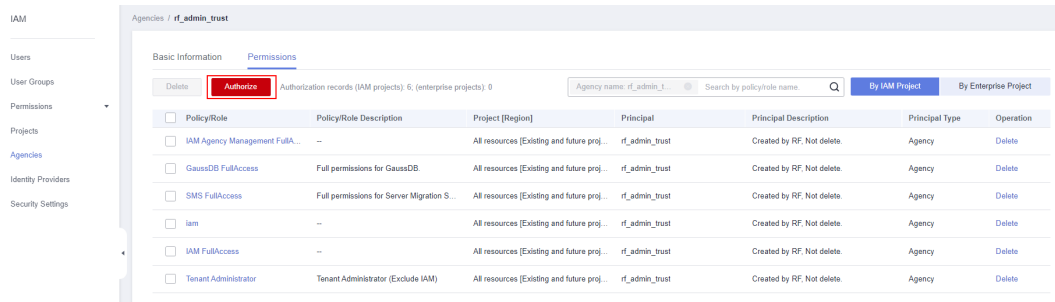 IAM
Agencies / rf_admin_trust
Users
User Groups
Permissions
Projects
Agencies
Identity Providers
Security Settings
Basic Information Permissions
Delete Authorize Authorization records (IAM projects): 6; (enterprise projects): 0 Agency name: rf_admin_t... Search by policy/role name. By IAM Project By Enterprise Project
Policy/Role Policy/Role Description Project [Region] Principal Principal Description Principal Type Operation
IAM Agency Management FullA... -- All resources [Existing and future proj... rf_admin_trust Created by RF, Not delete. Agency Delete
GaussDB FullAccess Full permissions for GaussDB. All resources [Existing and future proj... rf_admin_trust Created by RF, Not delete. Agency Delete
SMS FullAccess Full permissions for Server Migration S... All resources [Existing and future proj... rf_admin_trust Created by RF, Not delete. Agency Delete
iam -- All resources [Existing and future proj... rf_admin_trust Created by RF, Not delete. Agency Delete
IAM FullAccess -- All resources [Existing and future proj... rf_admin_trust Created by RF, Not delete. Agency Delete
Tenant Administrator Tenant Administrator (Exclude IAM) All resources [Existing and future proj... rf_admin_trust Created by RF, Not delete. Agency Delete